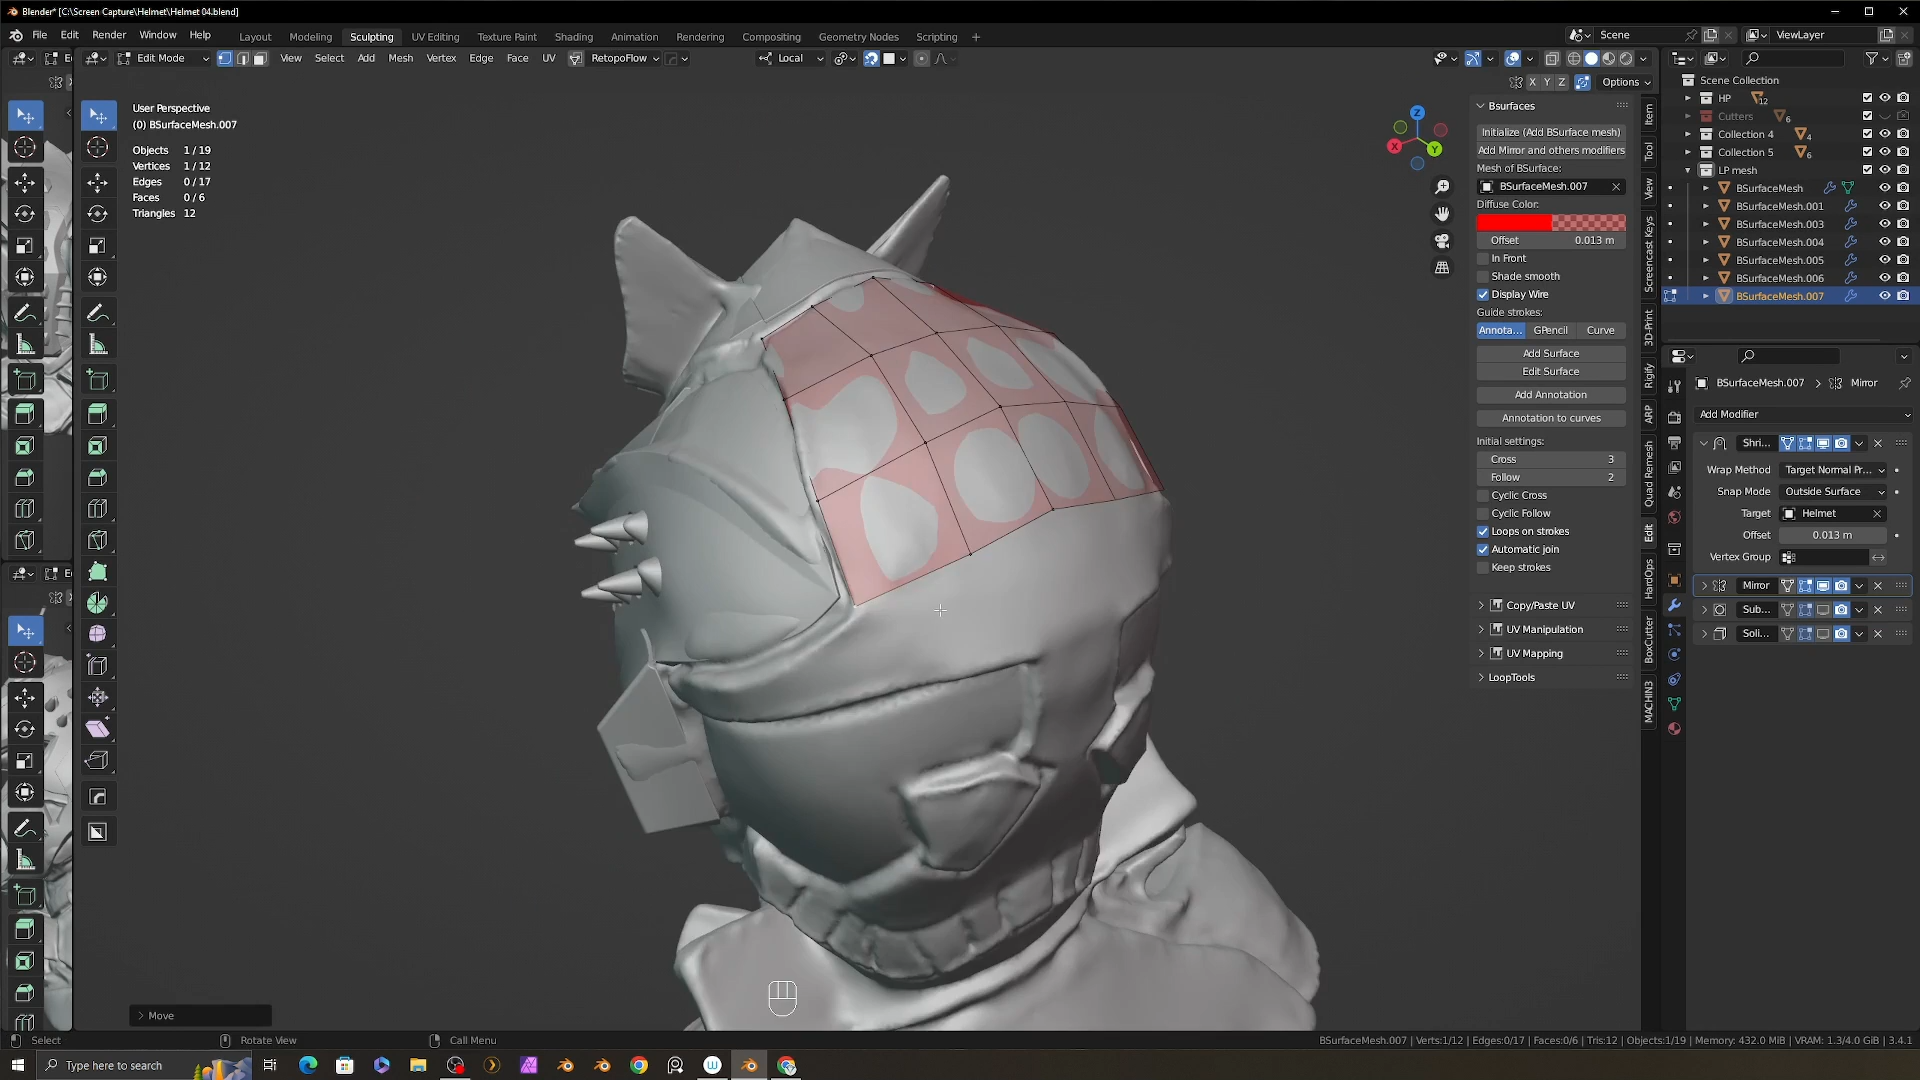 Blender* [C:\Screen Capture\Helmet\Helmet 04.blend]
File Edit Render Window Help Layout Modeling Sculpting UV Editing Texture Paint Shading Animation Rendering Compositing Geometry Nodes Scripting + Scene ViewLayer
Edit Mode View Select Add Mesh Vertex Edge Face UV RetopoFlow Local
X Y Z Options
User Perspective
(0) BSurfaceMesh.007
Objects 1 / 19
Vertices 1 / 12
Edges 0 / 17
Faces 0 / 6
Triangles 12
Z
X
Y
Bsurfaces
Initialize (Add BSurface mesh)
Add Mirror and others modifiers
Mesh of BSurface:
BSurfaceMesh.007
Diffuse Color:
Offset 0.013 m
In Front
Shade smooth
Display Wire
Guide strokes:
Annota... GPencil Curve
Add Surface
Edit Surface
Add Annotation
Annotation to curves
Initial settings:
Cross 3
Follow 2
Cyclic Cross
Cyclic Follow
Loops on strokes
Automatic join
Keep strokes
Copy/Paste UV
UV Manipulation
UV Mapping
LoopTools
Item
Tool
View
Screencast Keys
3D-Print
Rigify
ARP
Quad Remesh
Edit
HardOps
BoxCutter
MACHIN3
Scene Collection
HP 12
Cutters 6
Collection 4 4
Collection 5 6
LP mesh
BSurfaceMesh
BSurfaceMesh.001
BSurfaceMesh.003
BSurfaceMesh.004
BSurfaceMesh.005
BSurfaceMesh.006
BSurfaceMesh.007
BSurfaceMesh.007 > Mirror
Add Modifier
Shri...
Wrap Method Target Normal Pr...
Snap Mode Outside Surface
Target Helmet
Offset 0.013 m
Vertex Group
Mirror
Sub...
Soli...
Move
Select Rotate View Call Menu BSurfaceMesh.007 | Verts:1/12 | Edges:0/17 | Faces:0/6 | Tris:12 | Objects:1/19 | Memory: 432.0 MiB | VRAM: 1.3/4.0 GiB | 3.4.1
Type here to search